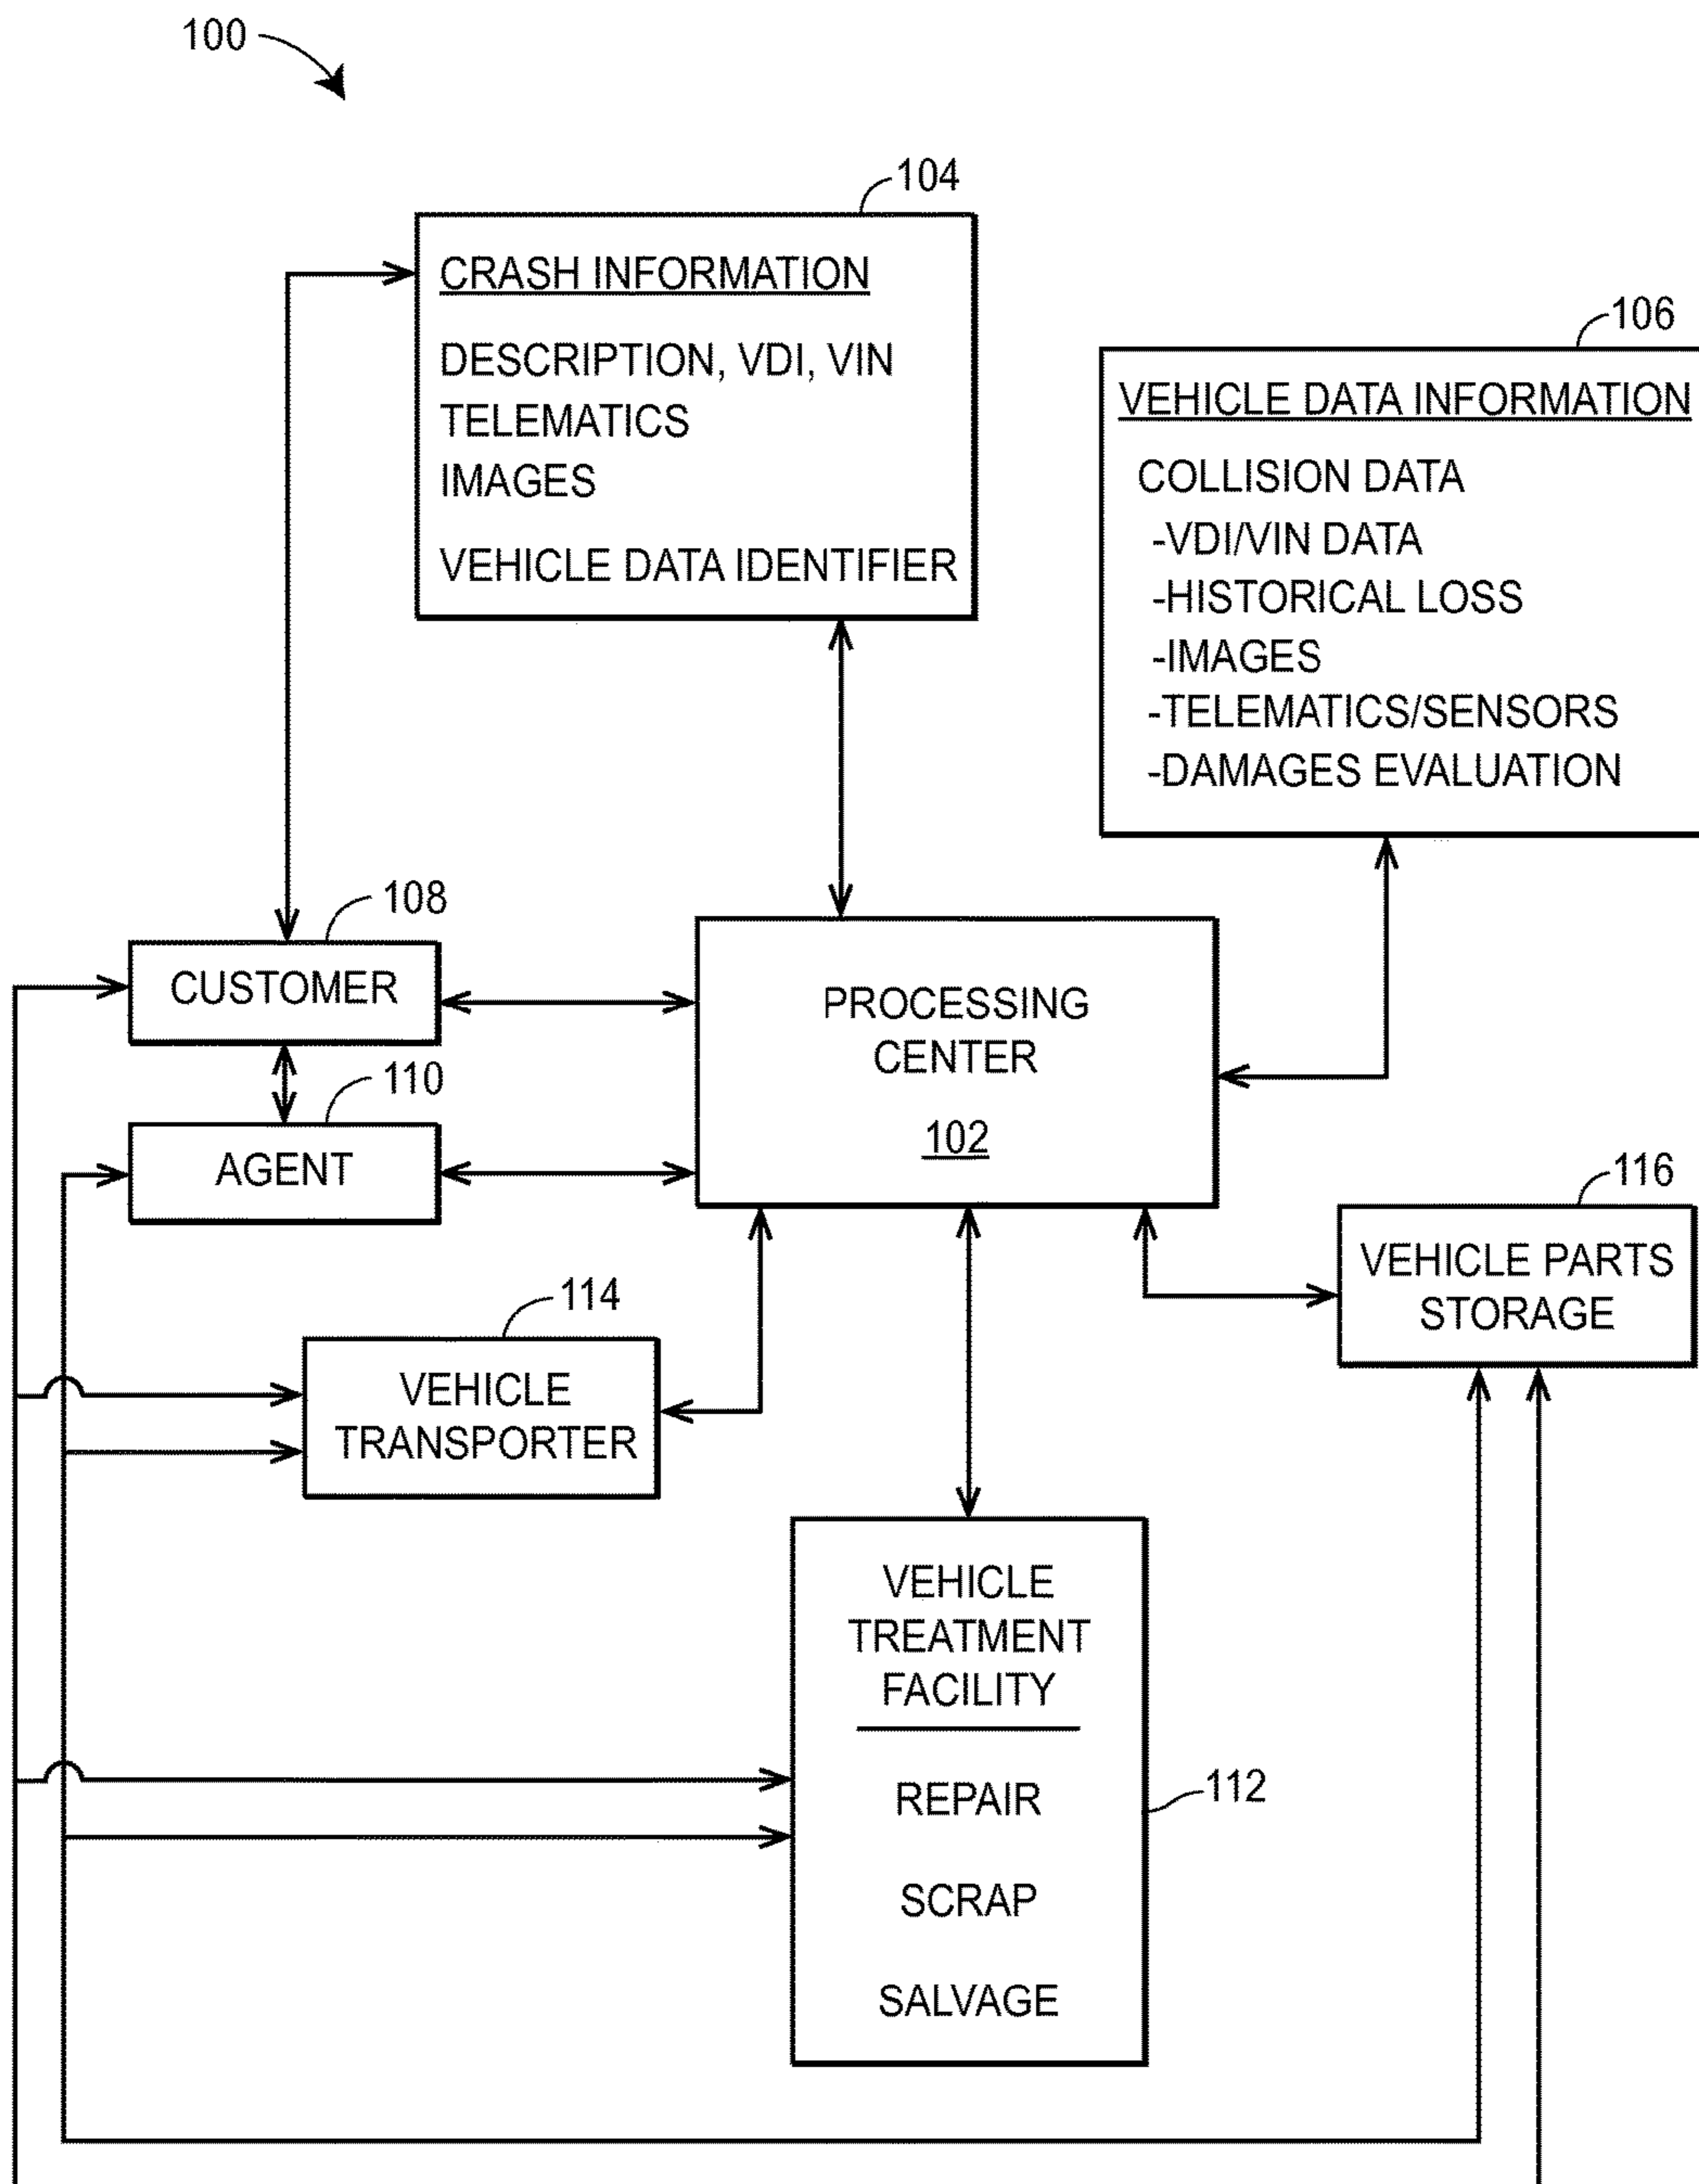 100
104
CRASH INFORMATION
DESCRIPTION, VDI, VIN
TELEMATICS
IMAGES
VEHICLE DATA IDENTIFIER
106
VEHICLE DATA INFORMATION
COLLISION DATA
-VDI/VIN DATA
-HISTORICAL LOSS
-IMAGES
-TELEMATICS/SENSORS
-DAMAGES EVALUATION
108
CUSTOMER
PROCESSING
CENTER
102
110
AGENT
116
VEHICLE PARTS
STORAGE
114
VEHICLE
TRANSPORTER
VEHICLE
TREATMENT
FACILITY
REPAIR
SCRAP
SALVAGE
112